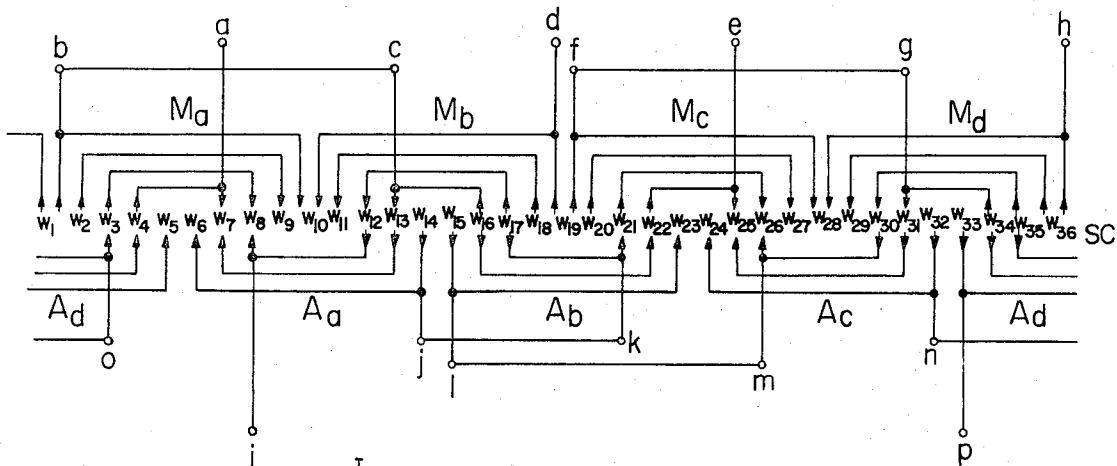 b a c d f e g h
Ma Mb Mc Md
W1 W2 W3 W4 W5 W6 W7 W8 W9 W10 W11 W12 W13 W14 W15 W16 W17 W18 W19 W20 W21 W22 W23 W24 W25 W26 W27 W28 W29 W30 W31 W32 W33 W34 W35 W36 SC
Ad Aa Ab Ac Ad
o j k n
l m
i p